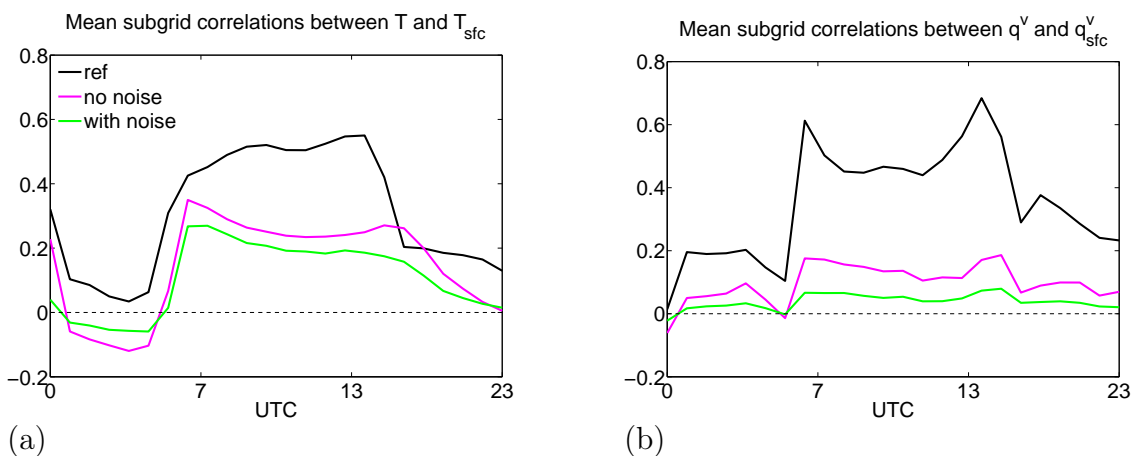 Mean subgrid correlations between T and T_sfc
0.8
0.6
0.4
0.2
0
−0.2
ref
no noise
with noise
0 7 13 23
UTC
(a)
Mean subgrid correlations between q^v and q^v_sfc
0.8
0.6
0.4
0.2
0
−0.2
0 7 13 23
UTC
(b)